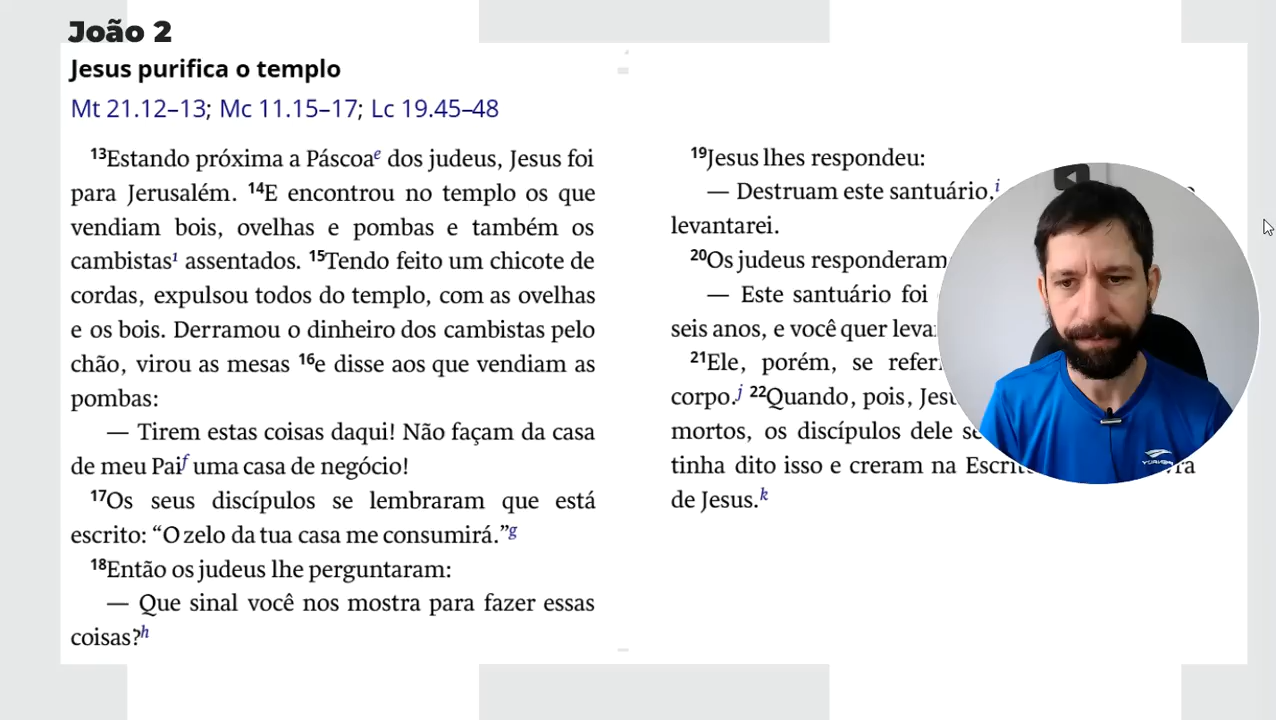 João 2
Jesus purifica o templo
Mt 21.12–13; Mc 11.15–17; Lc 19.45–48
¹³Estando próxima a Páscoaᵉ dos judeus, Jesus foi
para Jerusalém. ¹⁴E encontrou no templo os que
vendiam bois, ovelhas e pombas e também os
cambistas¹ assentados. ¹⁵Tendo feito um chicote de
cordas, expulsou todos do templo, com as ovelhas
e os bois. Derramou o dinheiro dos cambistas pelo
chão, virou as mesas ¹⁶e disse aos que vendiam as
pombas:
— Tirem estas coisas daqui! Não façam da casa
de meu Paiᶠ uma casa de negócio!
¹⁷Os seus discípulos se lembraram que está
escrito: “O zelo da tua casa me consumirá.”ᵍ
¹⁸Então os judeus lhe perguntaram:
— Que sinal você nos mostra para fazer essas
coisas?ʰ
¹⁹Jesus lhes respondeu:
— Destruam este santuário,ⁱ
levantarei.
²⁰Os judeus responderam
— Este santuário foi
seis anos, e você quer
²¹Ele, porém, se
corpo.ʲ ²²Quando, pois,
mortos, os discípulos dele
tinha dito isso e creram na
de Jesus.ᵏ